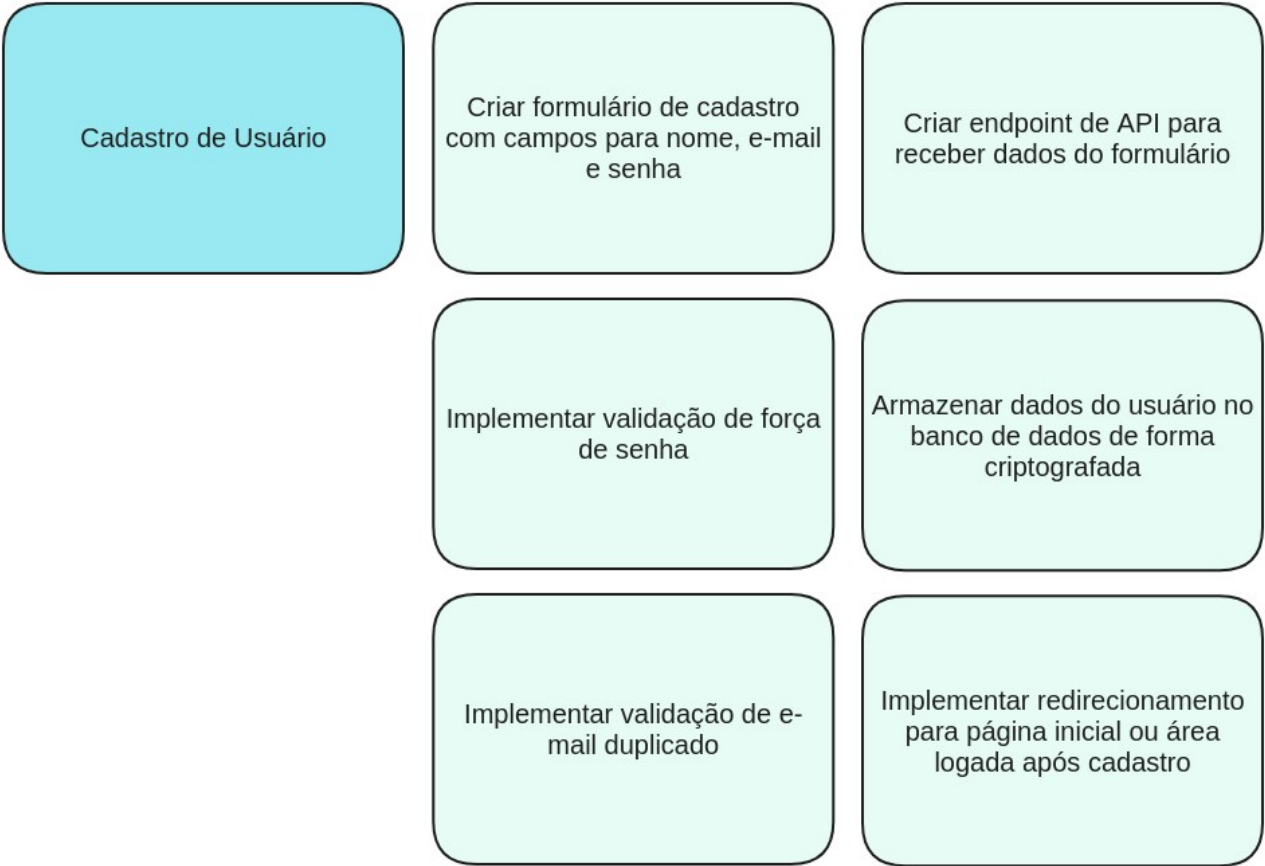 Cadastro de Usuário
Criar formulário de cadastro
com campos para nome, e-mail
e senha
Criar endpoint de API para
receber dados do formulário
Implementar validação de força
de senha
Armazenar dados do usuário no
banco de dados de forma
criptografada
Implementar validação de e-
mail duplicado
Implementar redirecionamento
para página inicial ou área
logada após cadastro